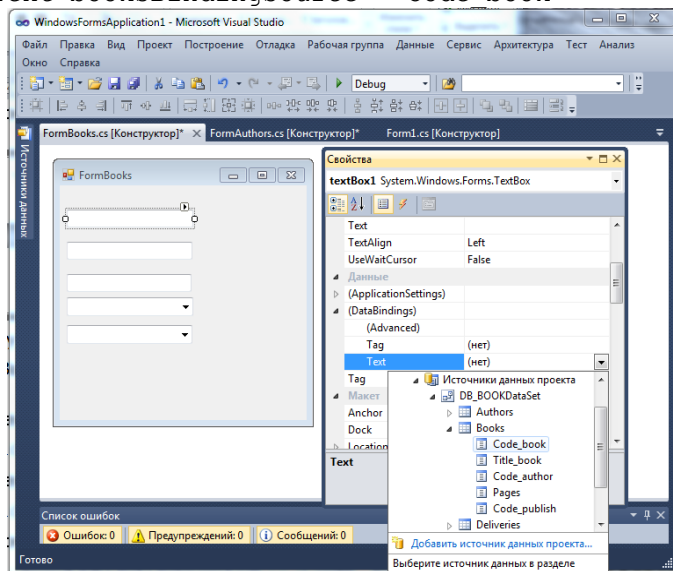 WindowsFormsApplication1 - Microsoft Visual Studio
Файл Правка Вид Проект Построение Отладка Рабочая группа Данные Сервис Архитектура Тест Анализ
Окно Справка
Debug
FormBooks.cs [Конструктор]* FormAuthors.cs [Конструктор]* Form1.cs [Конструктор]
Источники данных
FormBooks
Свойства
textBox1 System.Windows.Forms.TextBox
Text
TextAlign Left
UseWaitCursor False
Данные
(ApplicationSettings)
(DataBindings)
(Advanced)
Tag (нет)
Text (нет)
Tag
Макет
Anchor
Dock
Location
Источники данных проекта
DB_BOOKDataSet
Authors
Books
Code_book
Title_book
Code_author
Pages
Code_publish
Deliveries
Добавить источник данных проекта...
Выберите источник данных в разделе
Text
Список ошибок
Ошибок: 0 Предупреждений: 0 Сообщений: 0
Готово